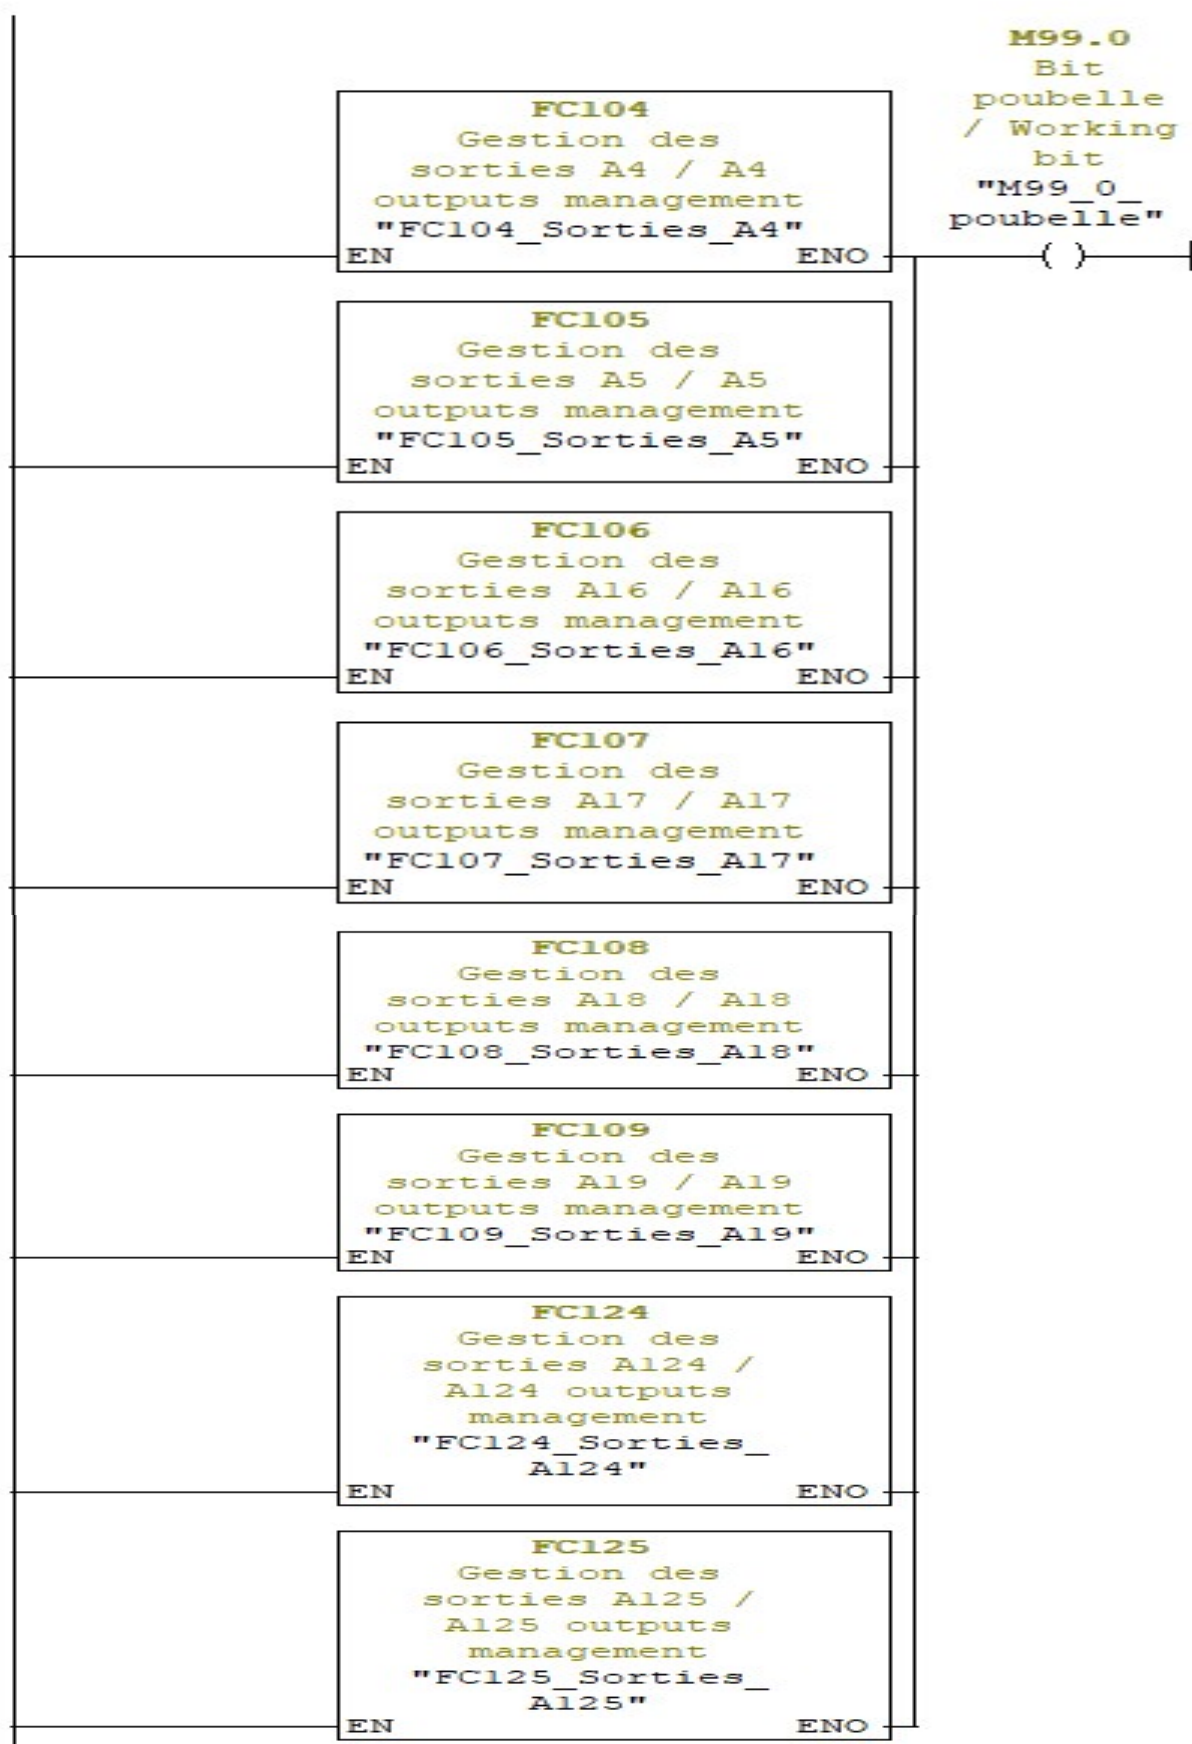 M99.0
Bit
poubelle
/ Working
bit
"M99_0_
poubelle"
( )
FC104
Gestion des
sorties A4 / A4
outputs management
"FC104_Sorties_A4"
EN ENO
FC105
Gestion des
sorties A5 / A5
outputs management
"FC105_Sorties_A5"
EN ENO
FC106
Gestion des
sorties A16 / A16
outputs management
"FC106_Sorties_A16"
EN ENO
FC107
Gestion des
sorties A17 / A17
outputs management
"FC107_Sorties_A17"
EN ENO
FC108
Gestion des
sorties A18 / A18
outputs management
"FC108_Sorties_A18"
EN ENO
FC109
Gestion des
sorties A19 / A19
outputs management
"FC109_Sorties_A19"
EN ENO
FC124
Gestion des
sorties A124 /
A124 outputs
management
"FC124_Sorties_
A124"
EN ENO
FC125
Gestion des
sorties A125 /
A125 outputs
management
"FC125_Sorties_
A125"
EN ENO